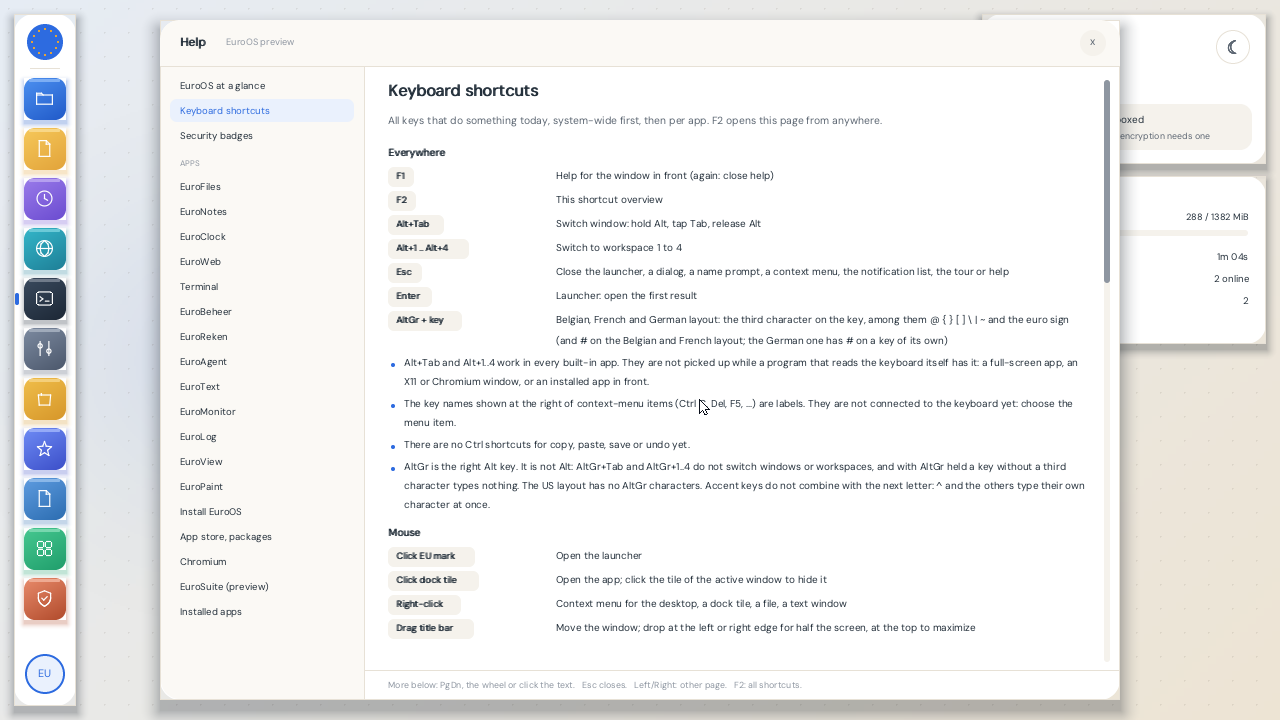 Help
EuroOS preview
x
EuroOS at a glance
Keyboard shortcuts
Security badges
APPS
EuroFiles
EuroNotes
EuroClock
EuroWeb
Terminal
EuroBeheer
EuroReken
EuroAgent
EuroText
EuroMonitor
EuroLog
EuroView
EuroPaint
Install EuroOS
App store, packages
Chromium
EuroSuite (preview)
Installed apps
EU
Keyboard shortcuts
All keys that do something today, system-wide first, then per app. F2 opens this page from anywhere.
Everywhere
F1 Help for the window in front (again: close help)
F2 This shortcut overview
Alt+Tab Switch window: hold Alt, tap Tab, release Alt
Alt+1 .. Alt+4 Switch to workspace 1 to 4
Esc Close the launcher, a dialog, a name prompt, a context menu, the notification list, the tour or help
Enter Launcher: open the first result
AltGr + key Belgian, French and German layout: the third character on the key, among them @ { } [ ] \ | ~ and the euro sign
(and # on the Belgian and French layout; the German one has # on a key of its own)
Alt+Tab and Alt+1..4 work in every built-in app. They are not picked up while a program that reads the keyboard itself has it: a full-screen app, an
X11 or Chromium window, or an installed app in front.
The key names shown at the right of context-menu items (Ctrl Del, F5, ...) are labels. They are not connected to the keyboard yet: choose the
menu item.
There are no Ctrl shortcuts for copy, paste, save or undo yet.
AltGr is the right Alt key. It is not Alt: AltGr+Tab and AltGr+1..4 do not switch windows or workspaces, and with AltGr held a key without a third
character types nothing. The US layout has no AltGr characters. Accent keys do not combine with the next letter: ^ and the others type their own
character at once.
Mouse
Click EU mark Open the launcher
Click dock tile Open the app; click the tile of the active window to hide it
Right-click Context menu for the desktop, a dock tile, a file, a text window
Drag title bar Move the window; drop at the left or right edge for half the screen, at the top to maximize
More below: PgDn, the wheel or click the text. Esc closes. Left/Right: other page. F2: all shortcuts.
oxed
encryption needs one
288 / 1382 MiB
1m 04s
2 online
2